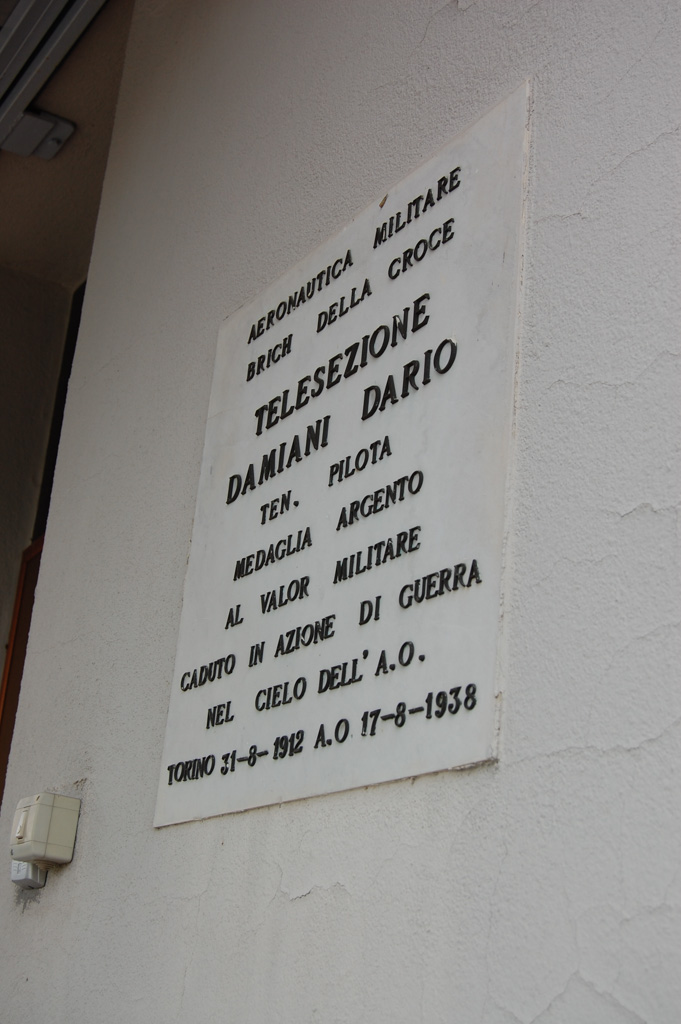 AERONAUTICA MILITARE
BRICH DELLA CROCE
TELESEZIONE
DAMIANI DARIO
TEN. PILOTA
MEDAGLIA ARGENTO
AL VALOR MILITARE
CADUTO IN AZIONE DI GUERRA
NEL CIELO DELL' A.O.
TORINO 31-8-1912 A.O 17-8-1938